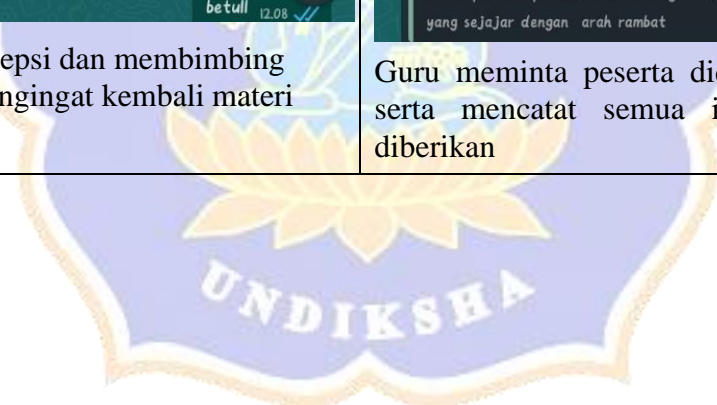 betull 12.08
yang sejajar dengan arah rambat
epsi dan membimbing
ngingat kembali materi
Guru meminta peserta
serta mencatat semua
diberikan
UNDIKSHA